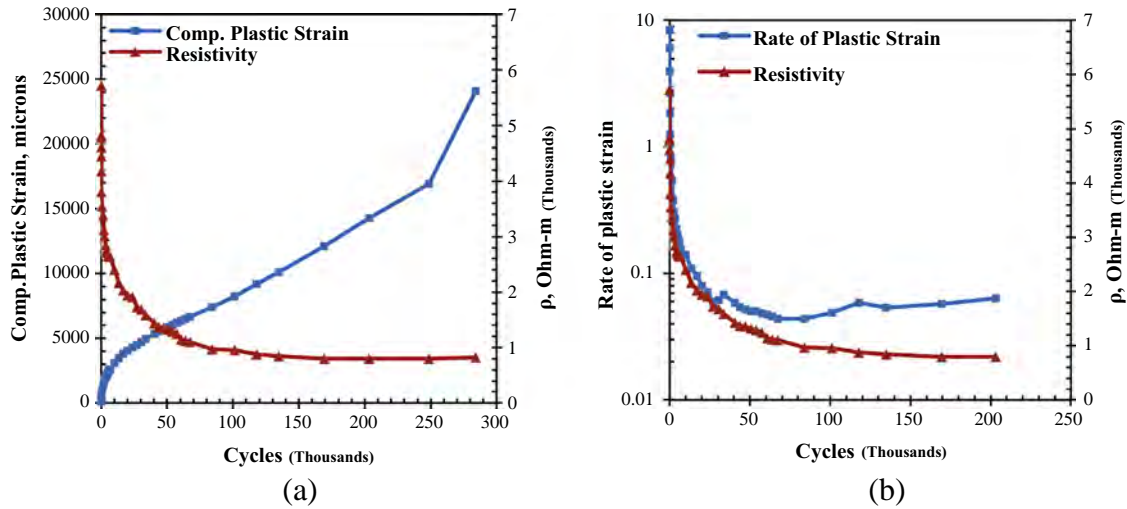 30000
25000
20000
15000
10000
5000
0
Comp.Plastic Strain, microns
Comp. Plastic Strain
Resistivity
7
6
5
4
3
2
1
0
ρ, Ohm-m (Thousands)
0 50 100 150 200 250 300
Cycles (Thousands)
(a)
10
1
0.1
0.01
Rate of plastic strain
Rate of Plastic Strain
Resistivity
7
6
5
4
3
2
1
0
ρ, Ohm-m (Thousands)
0 50 100 150 200 250
Cycles (Thousands)
(b)